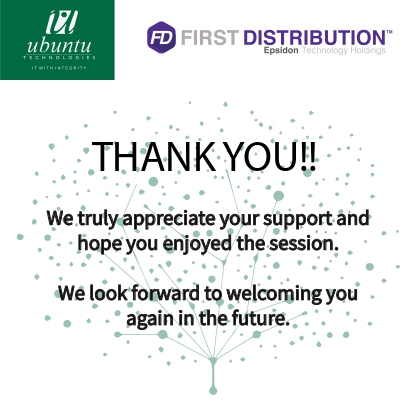 ubuntu
TECHNOLOGIES
IT WITH INTEGRITY
FD FIRST DISTRIBUTION™
Epsidon Technology Holdings
THANK YOU!!
We truly appreciate your support and
hope you enjoyed the session.
We look forward to welcoming you
again in the future.